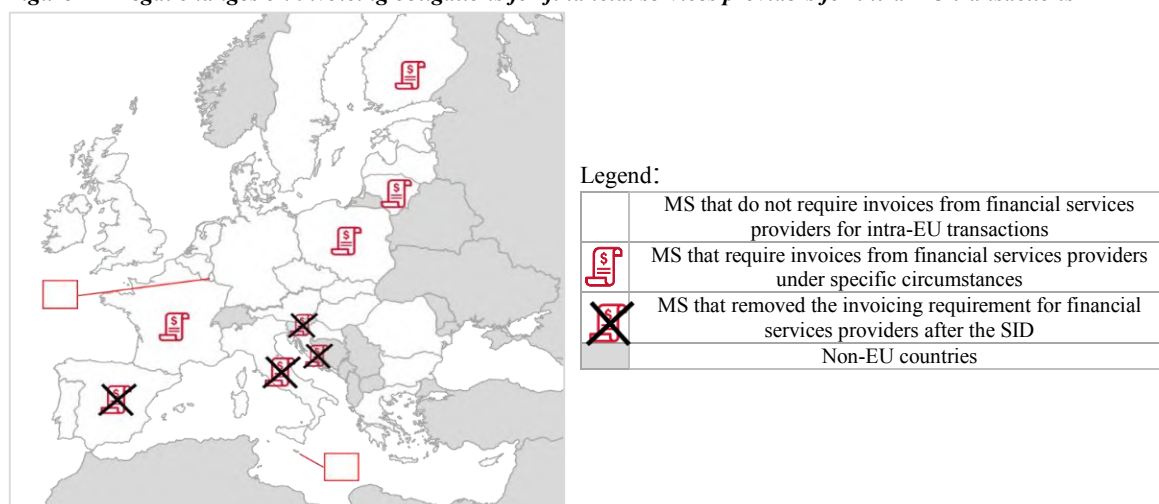 Legend:
MS that do not require invoices from financial services
providers for intra-EU transactions
MS that require invoices from financial services providers
under specific circumstances
MS that removed the invoicing requirement for financial
services providers after the SID
Non-EU countries